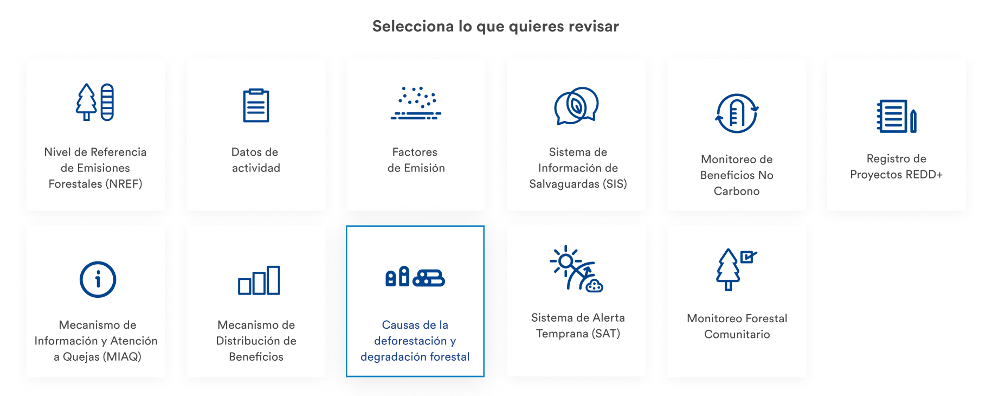 Selecciona lo que quieres revisar
Nivel de Referencia
de Emisiones
Forestales (NREF)
Datos de
actividad
Factores
de Emisión
Sistema de
Información de
Salvaguardas (SIS)
Monitoreo de
Beneficios No
Carbono
Registro de
Proyectos REDD+
Mecanismo de
Información y Atención
a Quejas (MIAQ)
Mecanismo de
Distribución de
Beneficios
Causas de la
deforestación y
degradación forestal
Sistema de Alerta
Temprana (SAT)
Monitoreo Forestal
Comunitario